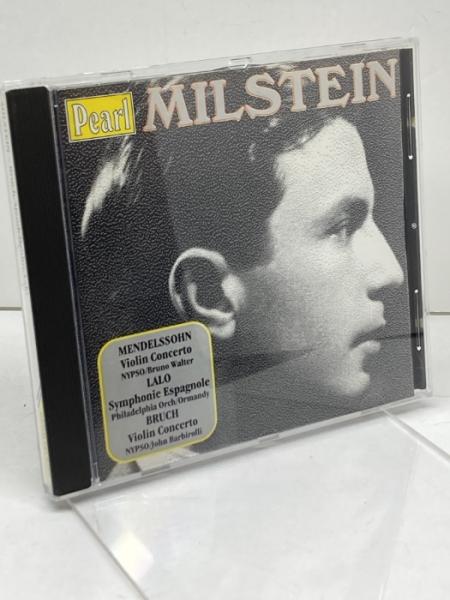 Pearl
MILSTEIN
MENDELSSOHN
Violin Concerto
NYPSO/Bruno Walter
LALO
Symphonie Espagnole
Philadelphia Orch/Ormandy
BRUCH
Violin Concerto
NYPSO/John Barbirolli